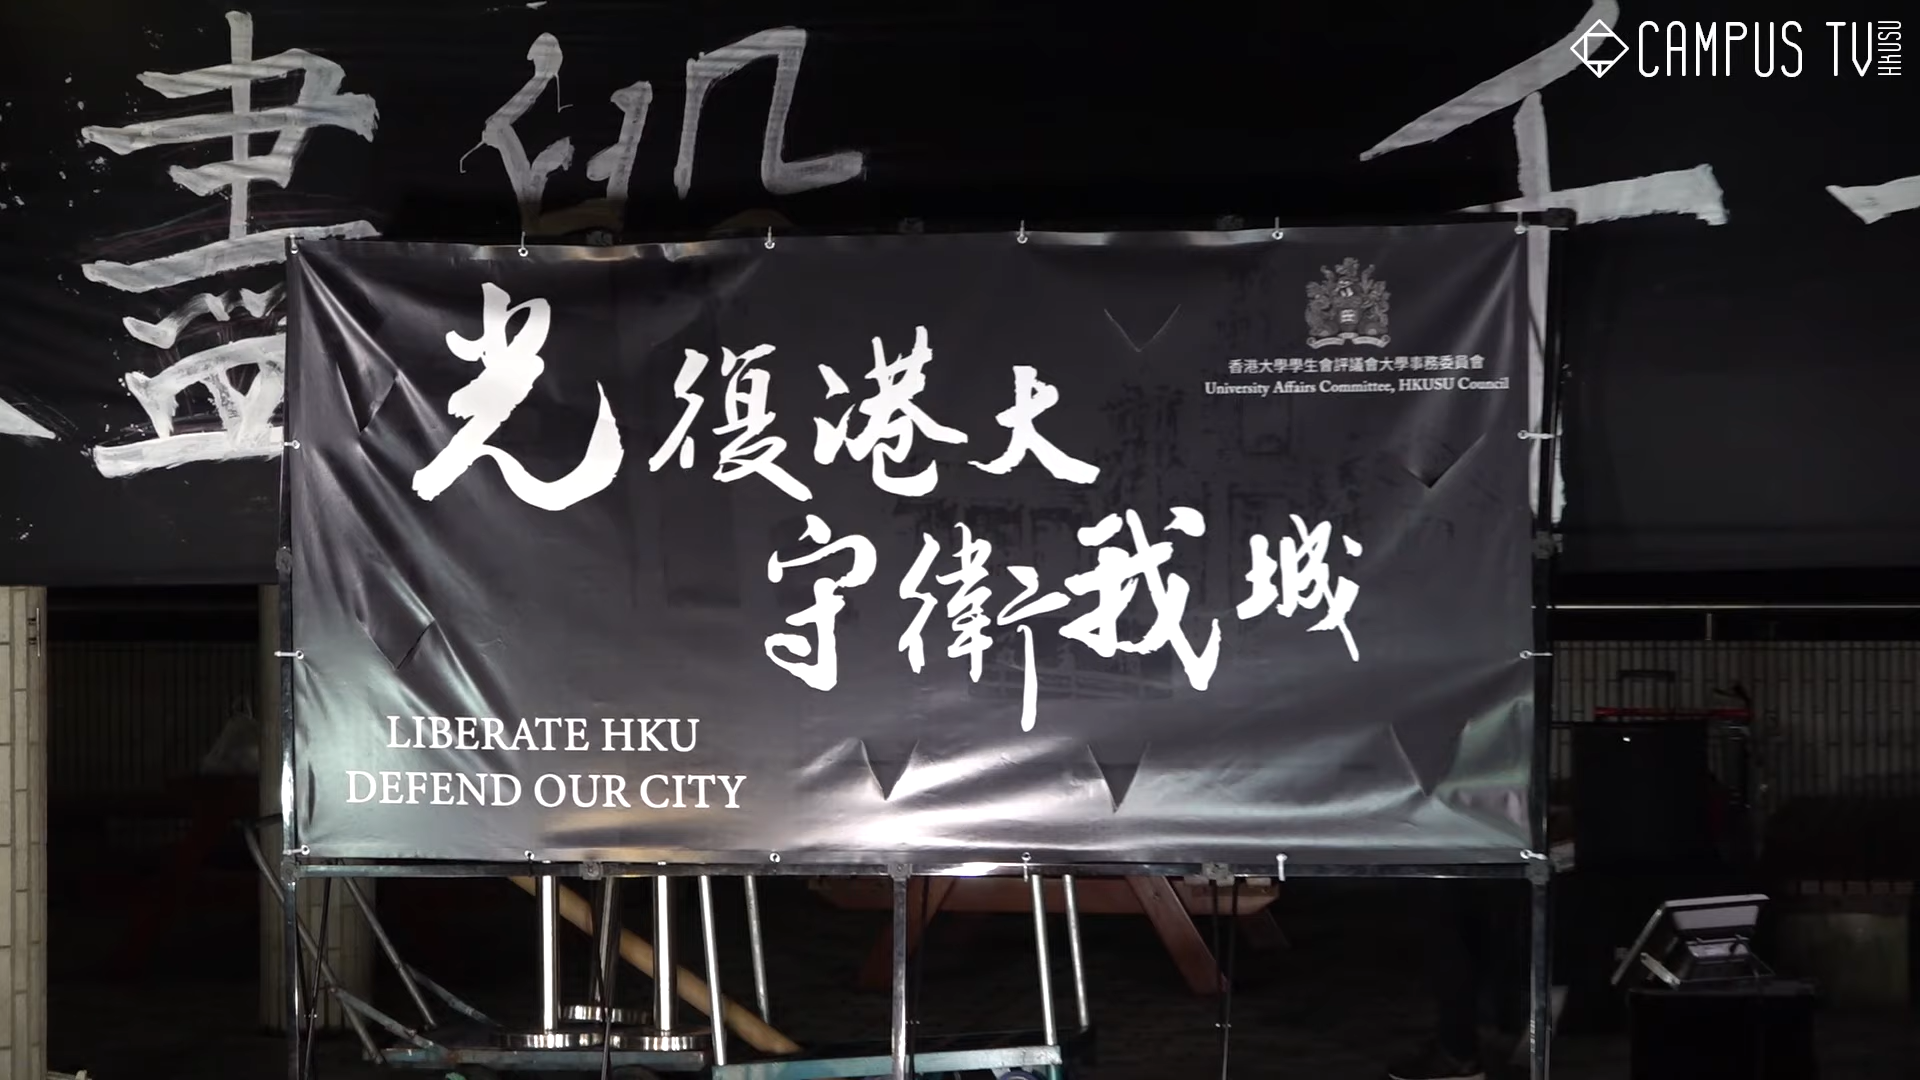 CAMPUS TV HKUSU
香港大學學生會評議會大學事務委員會
University Affairs Committee, HKUSU Council
光復港大
守衛我城
LIBERATE HKU
DEFEND OUR CITY